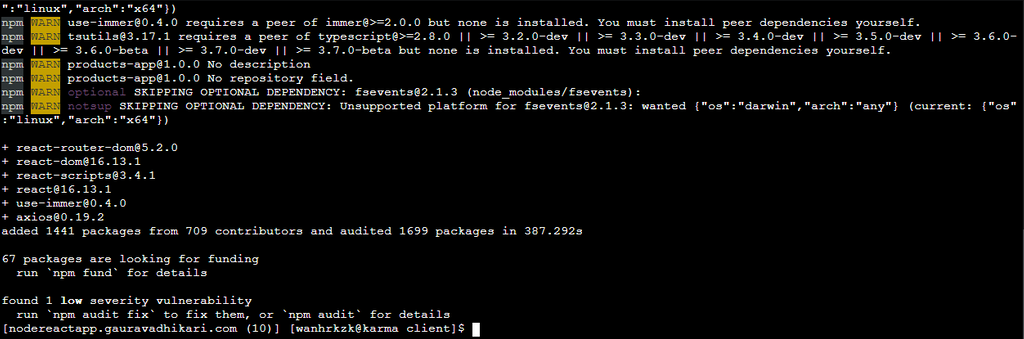 ":"linux","arch":"x64"})
npm WARN use-immer@0.4.0 requires a peer of immer@>=2.0.0 but none is installed. You must install peer dependencies yourself.
npm WARN tsutils@3.17.1 requires a peer of typescript@>=2.8.0 || >= 3.2.0-dev || >= 3.3.0-dev || >= 3.4.0-dev || >= 3.5.0-dev || >= 3.6.0-
dev || >= 3.6.0-beta || >= 3.7.0-dev || >= 3.7.0-beta but none is installed. You must install peer dependencies yourself.
npm WARN products-app@1.0.0 No description
npm WARN products-app@1.0.0 No repository field.
npm WARN optional SKIPPING OPTIONAL DEPENDENCY: fsevents@2.1.3 (node_modules/fsevents):
npm WARN notsup SKIPPING OPTIONAL DEPENDENCY: Unsupported platform for fsevents@2.1.3: wanted {"os":"darwin","arch":"any"} (current: {"os"
:"linux","arch":"x64"})
+ react-router-dom@5.2.0
+ react-dom@16.13.1
+ react-scripts@3.4.1
+ react@16.13.1
+ use-immer@0.4.0
+ axios@0.19.2
added 1441 packages from 709 contributors and audited 1699 packages in 387.292s
67 packages are looking for funding
run `npm fund` for details
found 1 low severity vulnerability
run `npm audit fix` to fix them, or `npm audit` for details
[nodereactapp.gauravadhikari.com (10)] [wanhrkzk@karma client]$